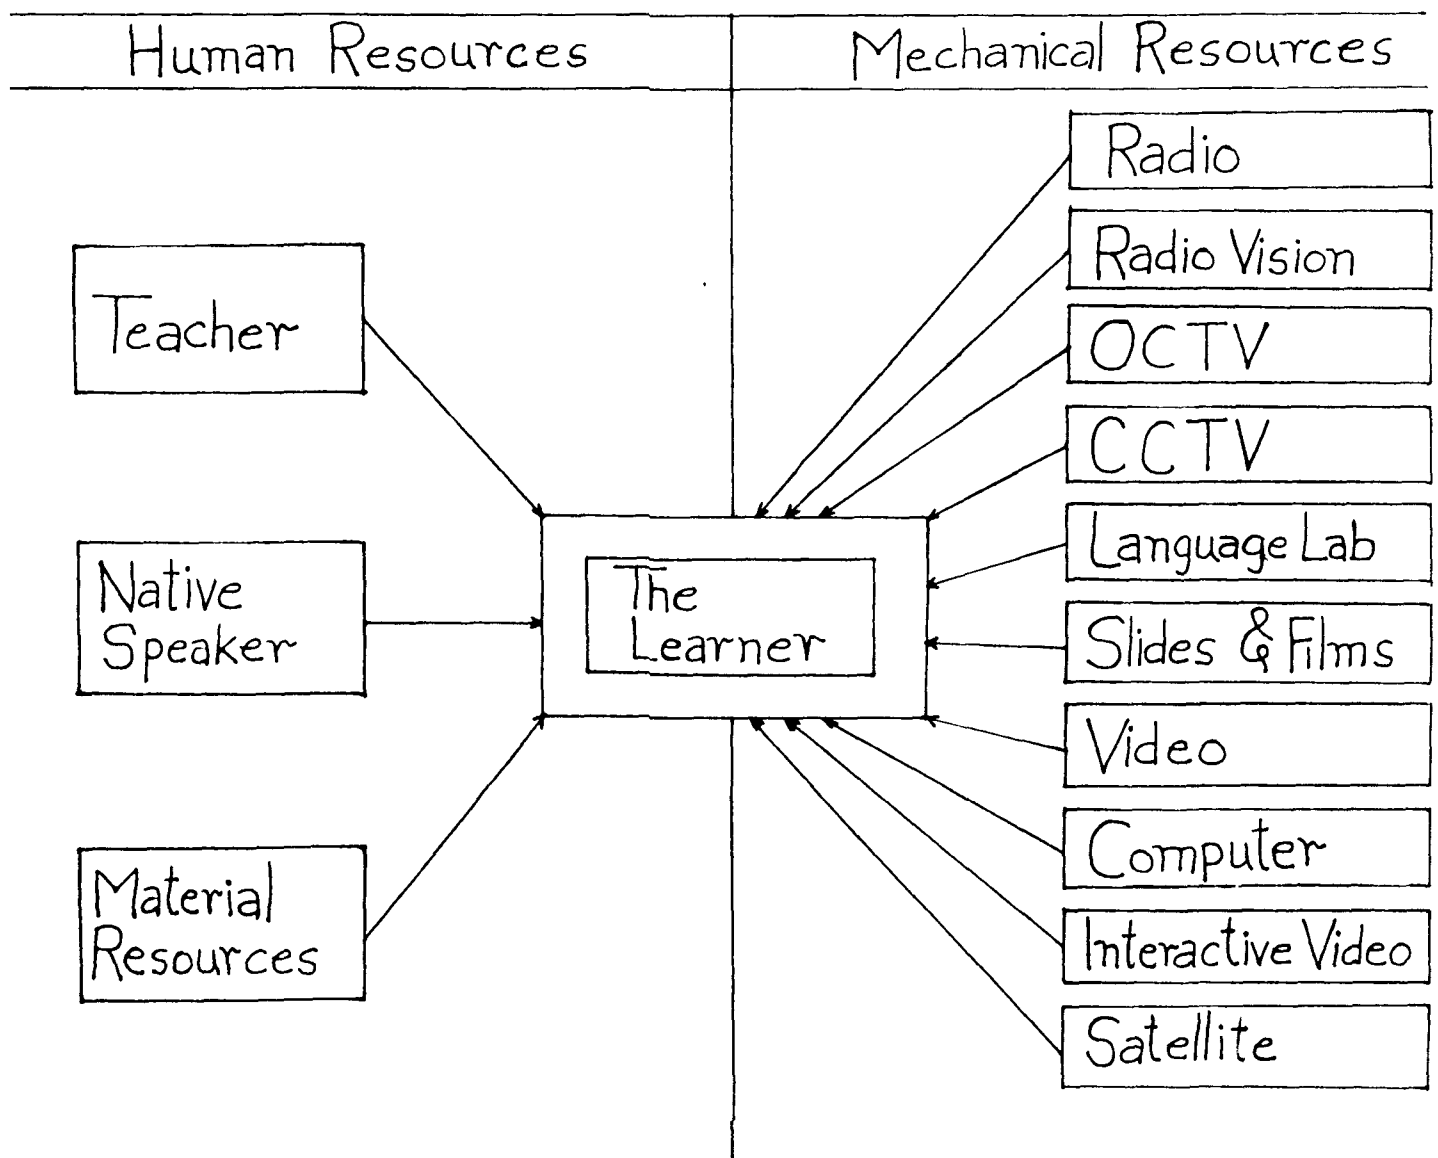 Human Resources
Mechanical Resources
Teacher
Native
Speaker
Material
Resources
The
Learner
Radio
Radio Vision
OCTV
CCTV
Language Lab
Slides & Films
Video
Computer
Interactive Video
Satellite